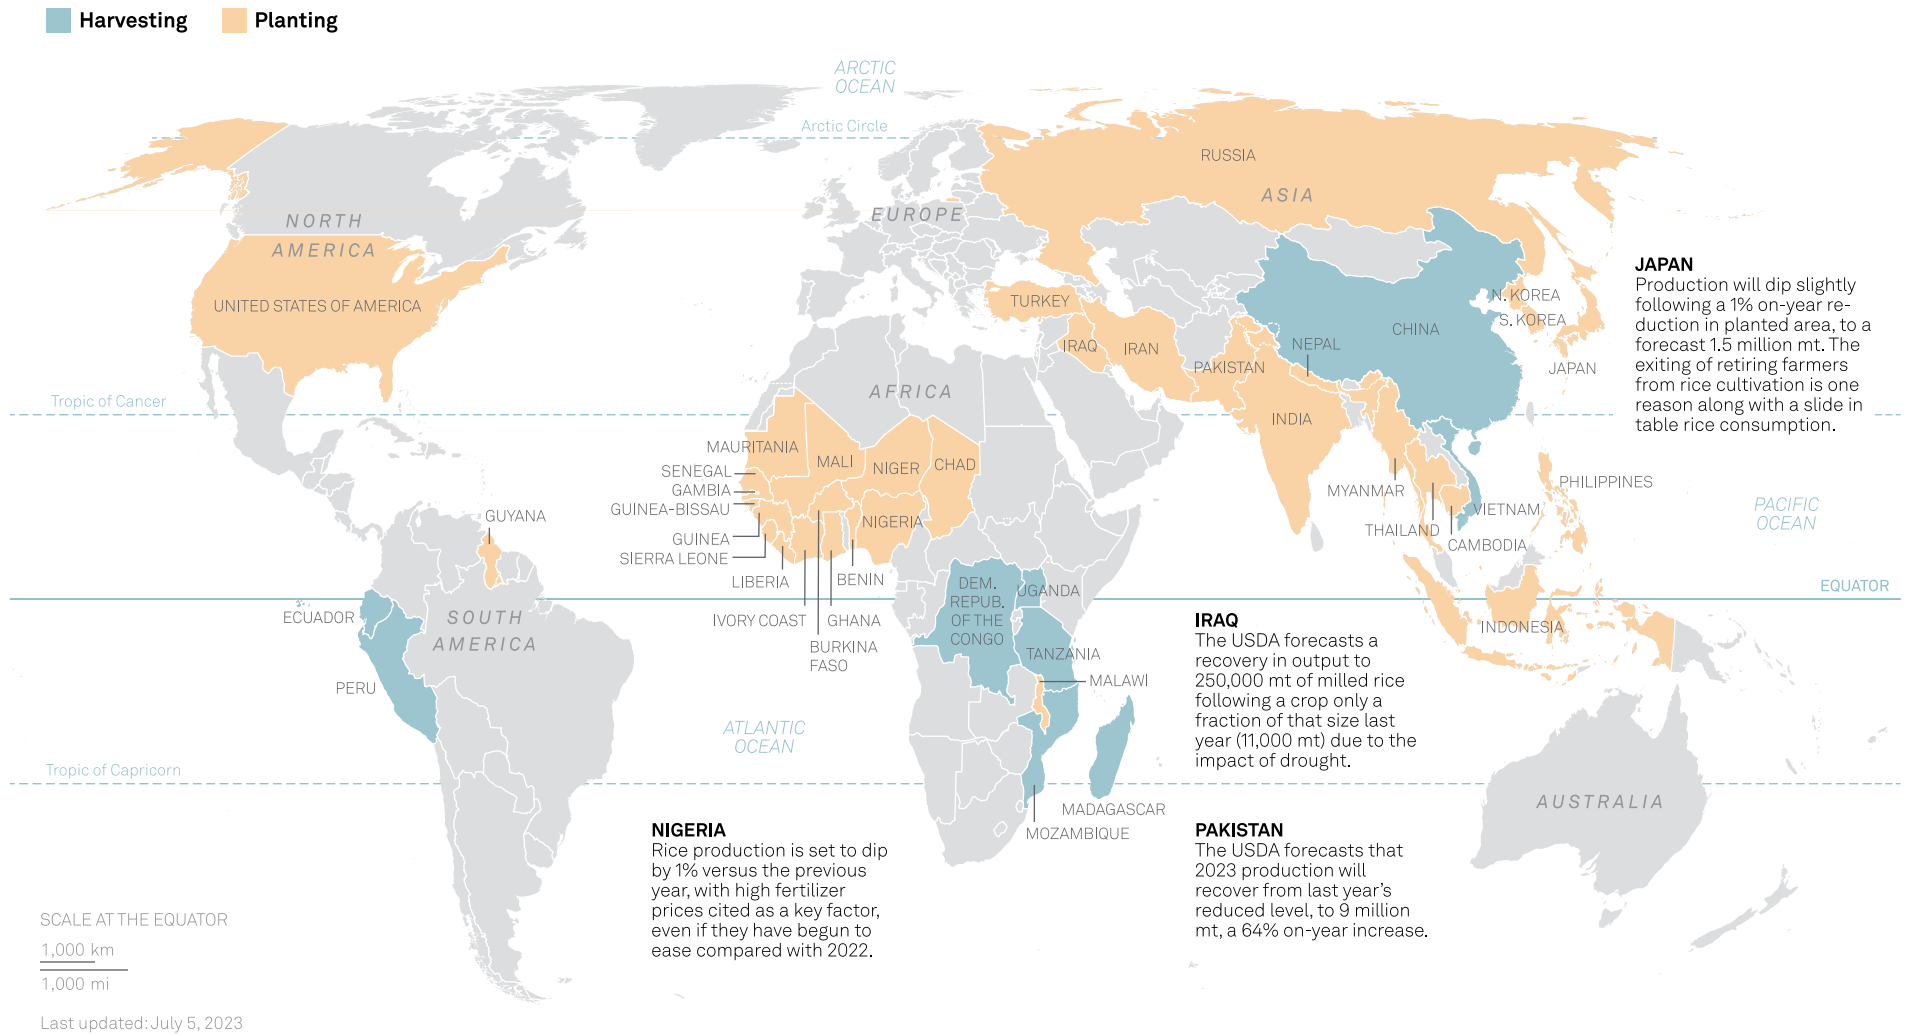 Harvesting
Planting
ARCTIC
OCEAN
Arctic Circle
RUSSIA
ASIA
NORTH
AMERICA
EUROPE
UNITED STATES OF AMERICA
TURKEY
IRAQ
IRAN
PAKISTAN
NEPAL
CHINA
N. KOREA
S. KOREA
JAPAN
INDIA
JAPAN
Production will dip slightly
following a 1% on-year re-
duction in planted area, to a
forecast 1.5 million mt. The
exiting of retiring farmers
from rice cultivation is one
reason along with a slide in
table rice consumption.
Tropic of Cancer
AFRICA
MAURITANIA
MALI
NIGER
CHAD
SENEGAL
GAMBIA
GUINEA-BISSAU
NIGERIA
GUINEA
SIERRA LEONE
LIBERIA
BENIN
IVORY COAST
GHANA
BURKINA
FASO
MYANMAR
THAILAND
VIETNAM
CAMBODIA
PHILIPPINES
PACIFIC
OCEAN
GUYANA
EQUATOR
ECUADOR
SOUTH
AMERICA
PERU
DEM.
REPUB.
OF THE
CONGO
UGANDA
TANZANIA
MALAWI
INDONESIA
IRAQ
The USDA forecasts a
recovery in output to
250,000 mt of milled rice
following a crop only a
fraction of that size last
year (11,000 mt) due to the
impact of drought.
ATLANTIC
OCEAN
Tropic of Capricorn
MADAGASCAR
MOZAMBIQUE
AUSTRALIA
NIGERIA
Rice production is set to dip
by 1% versus the previous
year, with high fertilizer
prices cited as a key factor,
even if they have begun to
ease compared with 2022.
PAKISTAN
The USDA forecasts that
2023 production will
recover from last year's
reduced level, to 9 million
mt, a 64% on-year increase.
SCALE AT THE EQUATOR
1,000 km
1,000 mi
Last updated: July 5, 2023